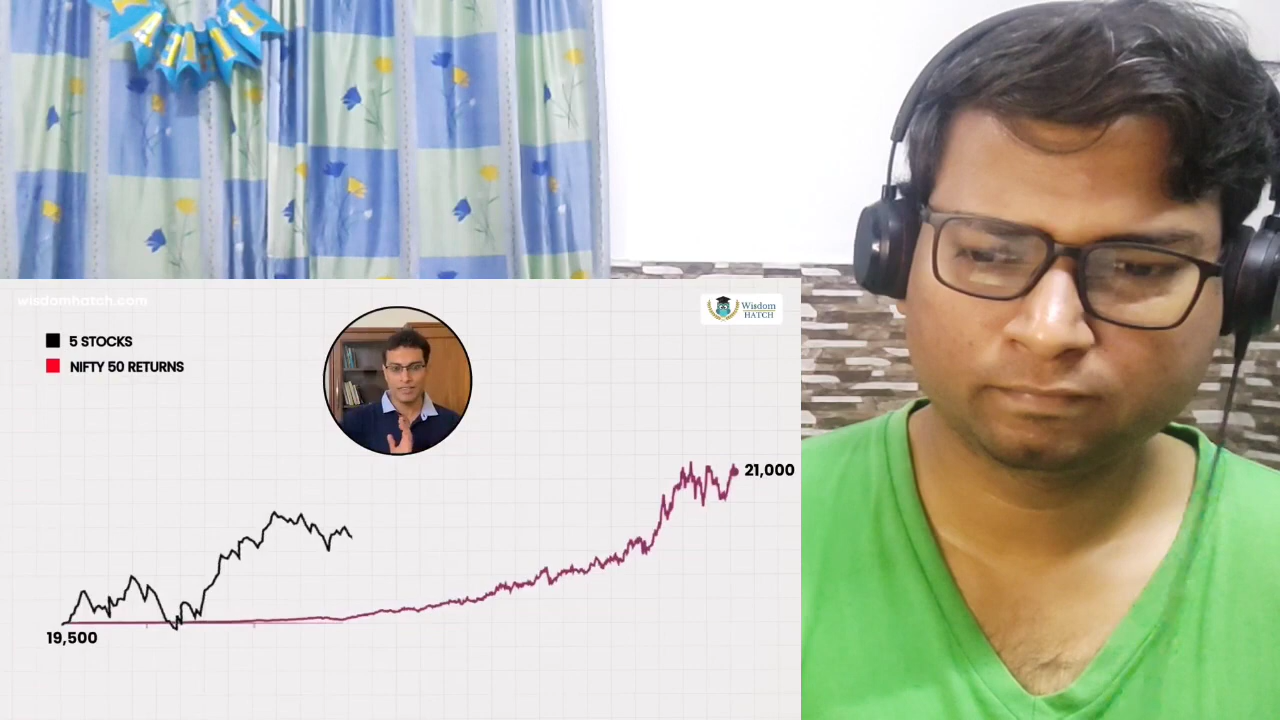 wisdomhatch.com
Wisdom
HATCH
5 STOCKS
NIFTY 50 RETURNS
21,000
19,500